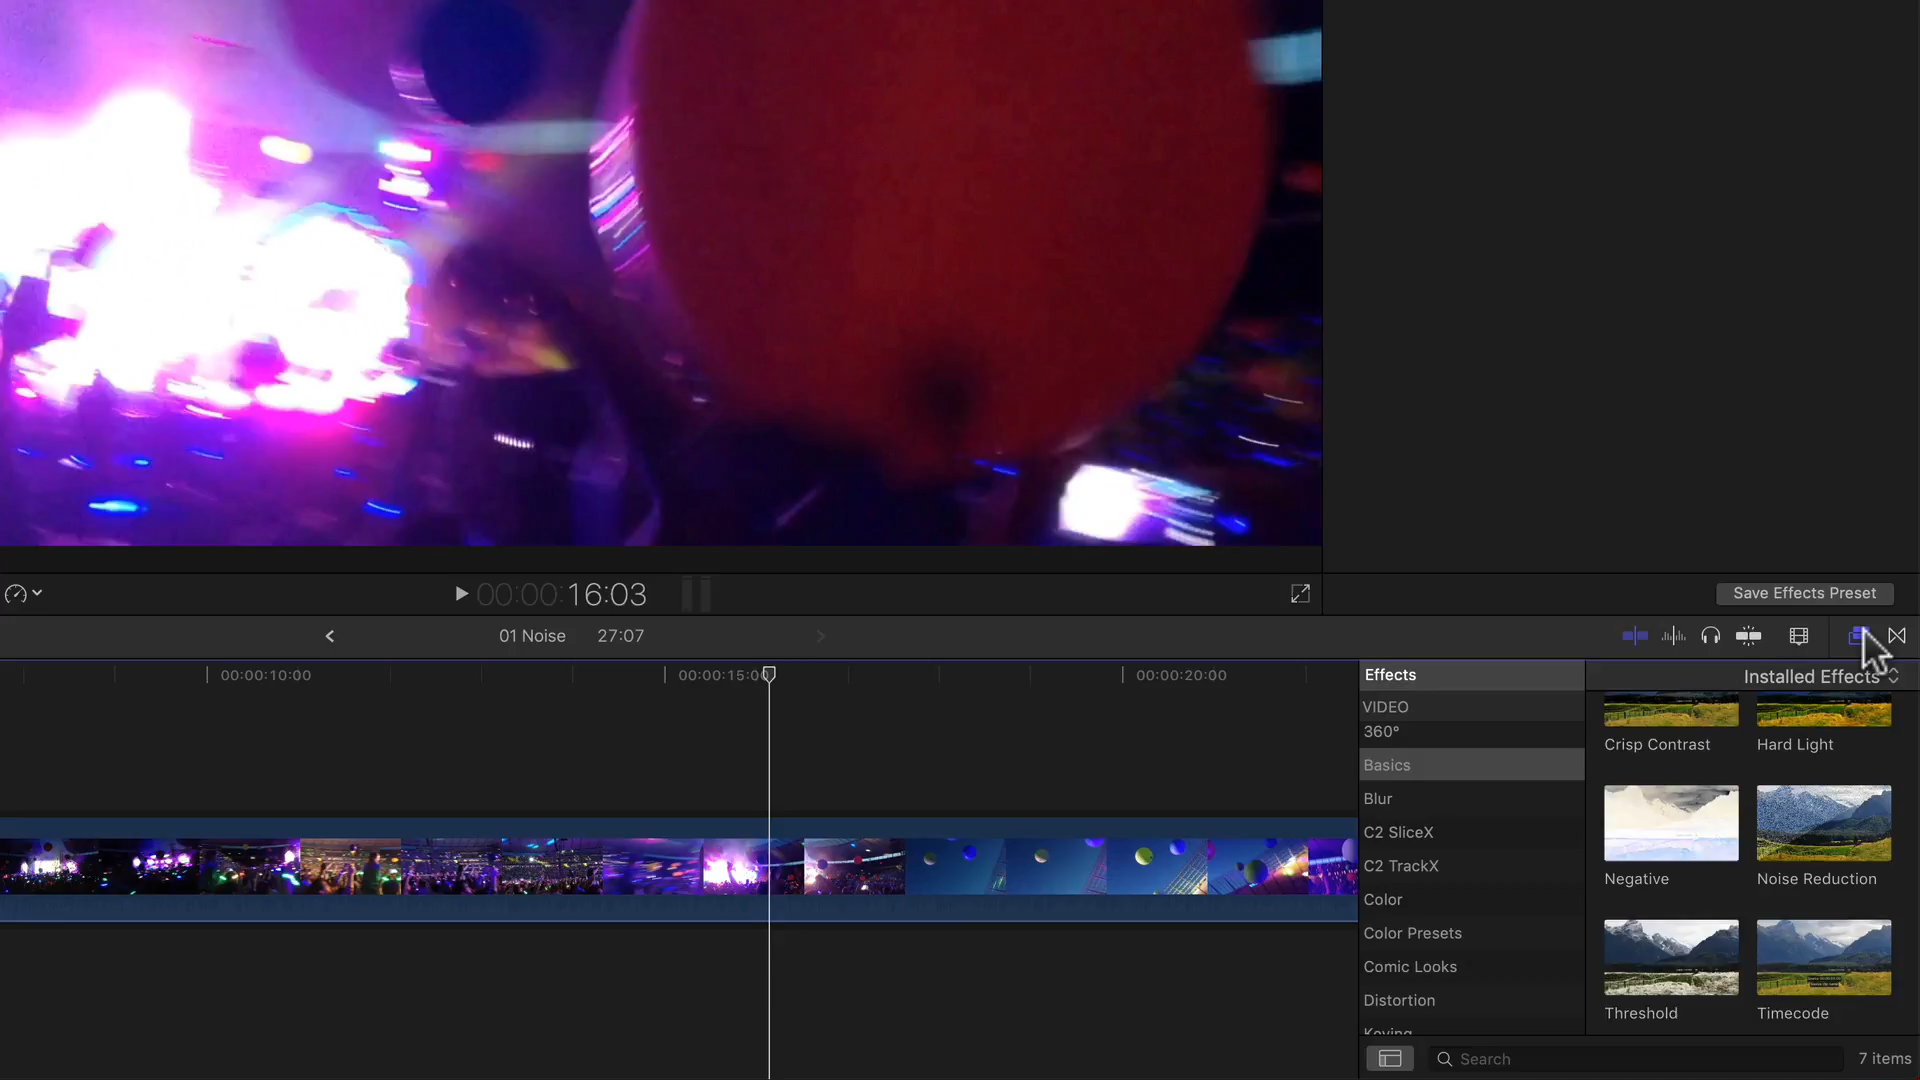 00:00:00:16:03
Save Effects Preset
01 Noise 27:07
00:00:10:00
00:00:15:00
00:00:20:00
Effects
Installed Effects
VIDEO
360°
Basics
Blur
C2 SliceX
C2 TrackX
Color
Color Presets
Comic Looks
Distortion
Keying
Crisp Contrast
Hard Light
Negative
Noise Reduction
Threshold
Timecode
Search
7 items